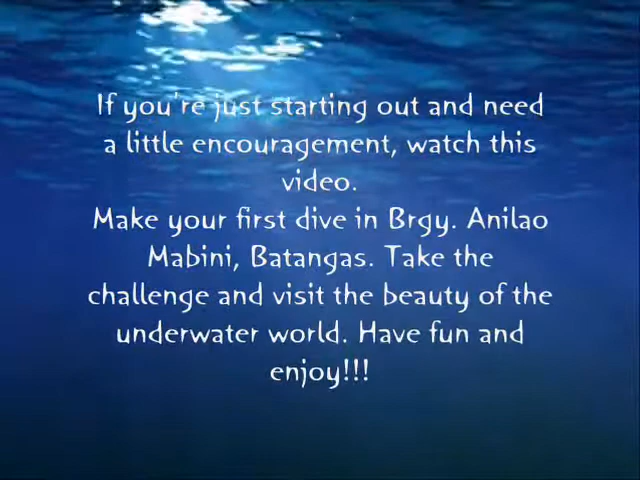 If you're just starting out and need
a little encouragement, watch this
video.
Make your first dive in Brgy. Anilao
Mabini, Batangas. Take the
challenge and visit the beauty of the
underwater world. Have fun and
enjoy!!!